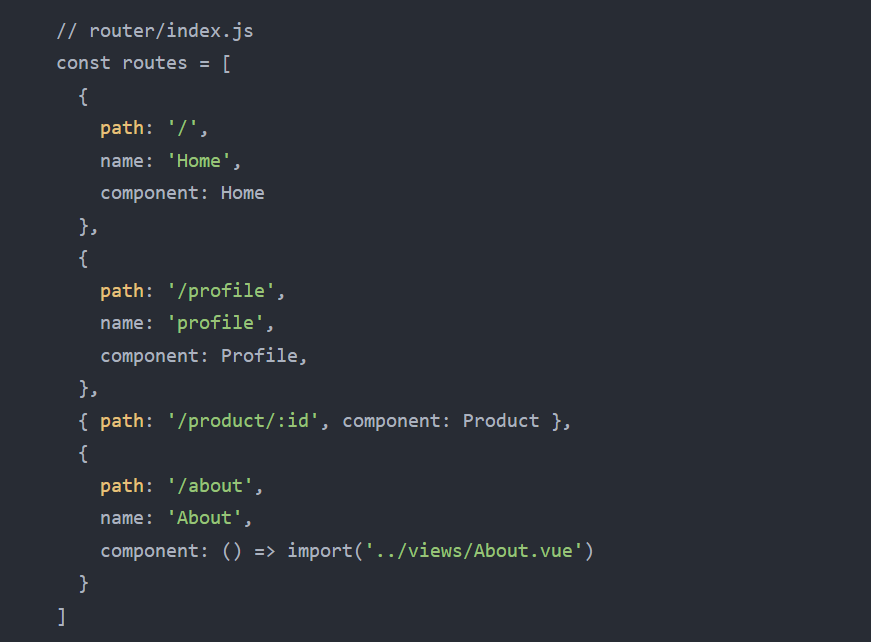 // router/index.js
const routes = [
  {
    path: '/',
    name: 'Home',
    component: Home
  },
  {
    path: '/profile',
    name: 'profile',
    component: Profile,
  },
  { path: '/product/:id', component: Product },
  {
    path: '/about',
    name: 'About',
    component: () => import('../views/About.vue')
  }
]